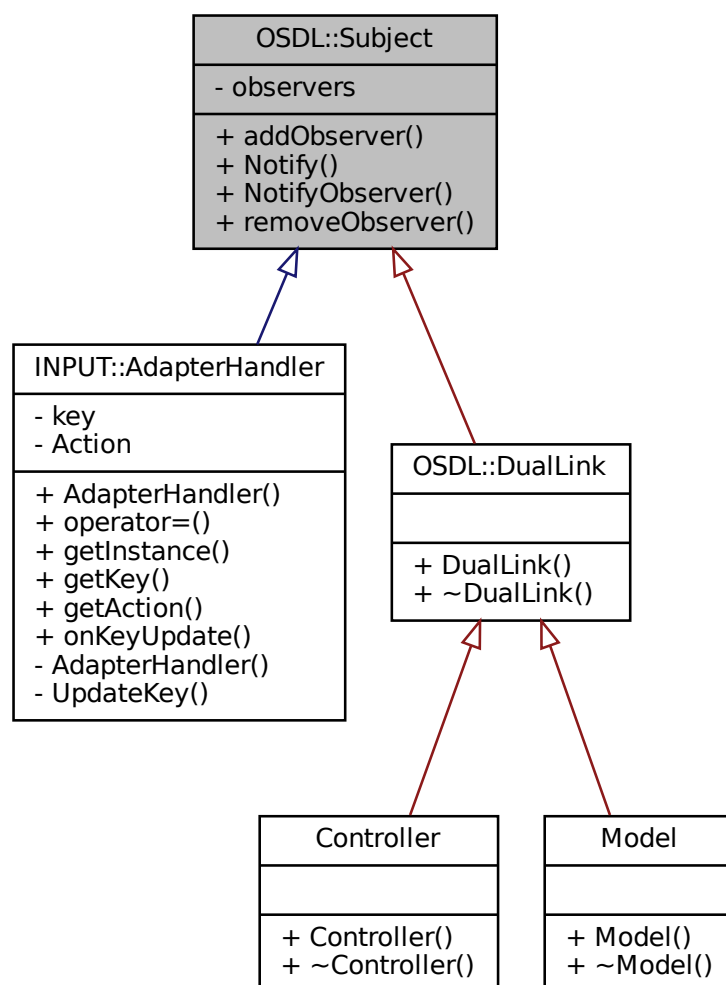 OSDL::Subject
- observers
+ addObserver()
+ Notify()
+ NotifyObserver()
+ removeObserver()
INPUT::AdapterHandler
- key
- Action
+ AdapterHandler()
+ operator=()
+ getInstance()
+ getKey()
+ getAction()
+ onKeyUpdate()
- AdapterHandler()
- UpdateKey()
OSDL::DualLink
+ DualLink()
+ ~DualLink()
Controller
+ Controller()
+ ~Controller()
Model
+ Model()
+ ~Model()